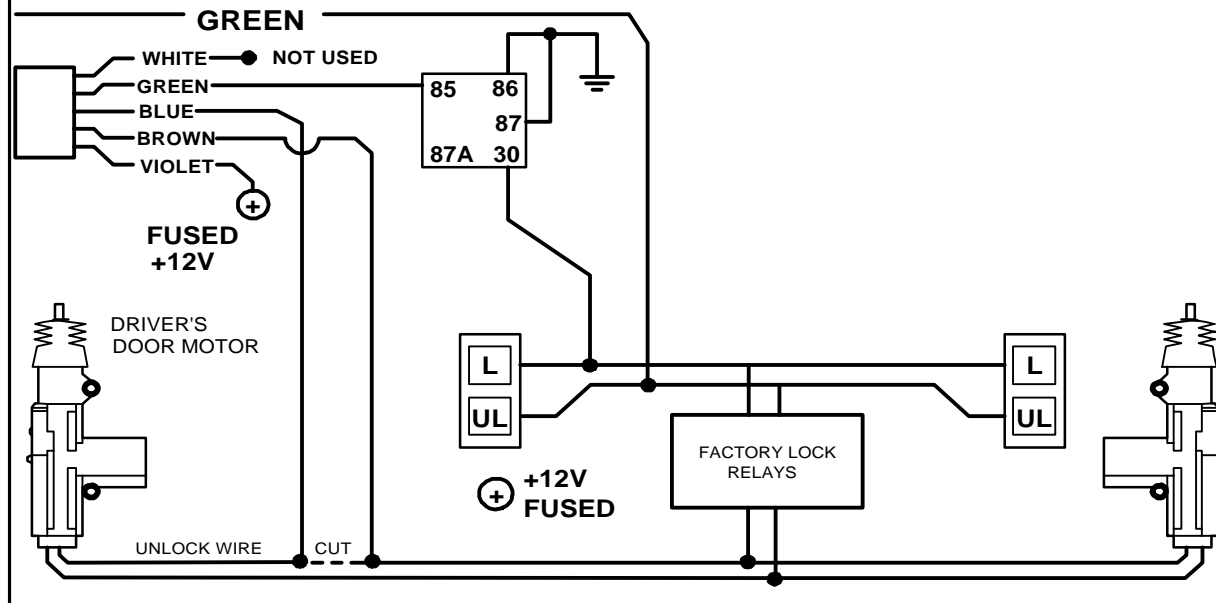 GREEN
WHITE NOT USED
GREEN
BLUE
BROWN
VIOLET
85 86
87
87A 30
+
FUSED
+12V
DRIVER'S
DOOR MOTOR
L
UL
L
UL
FACTORY LOCK
RELAYS
+ +12V
FUSED
UNLOCK WIRE CUT